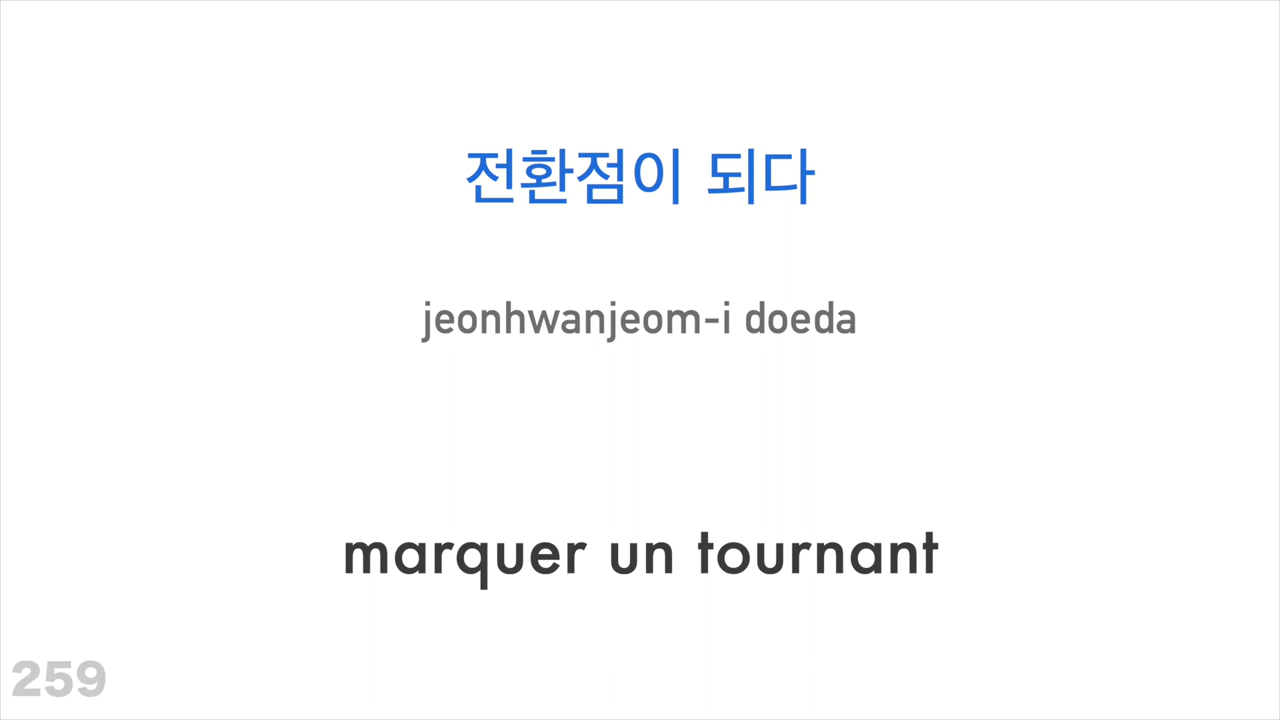 전환점이 되다
jeonhwanjeom-i doeda
marquer un tournant
259